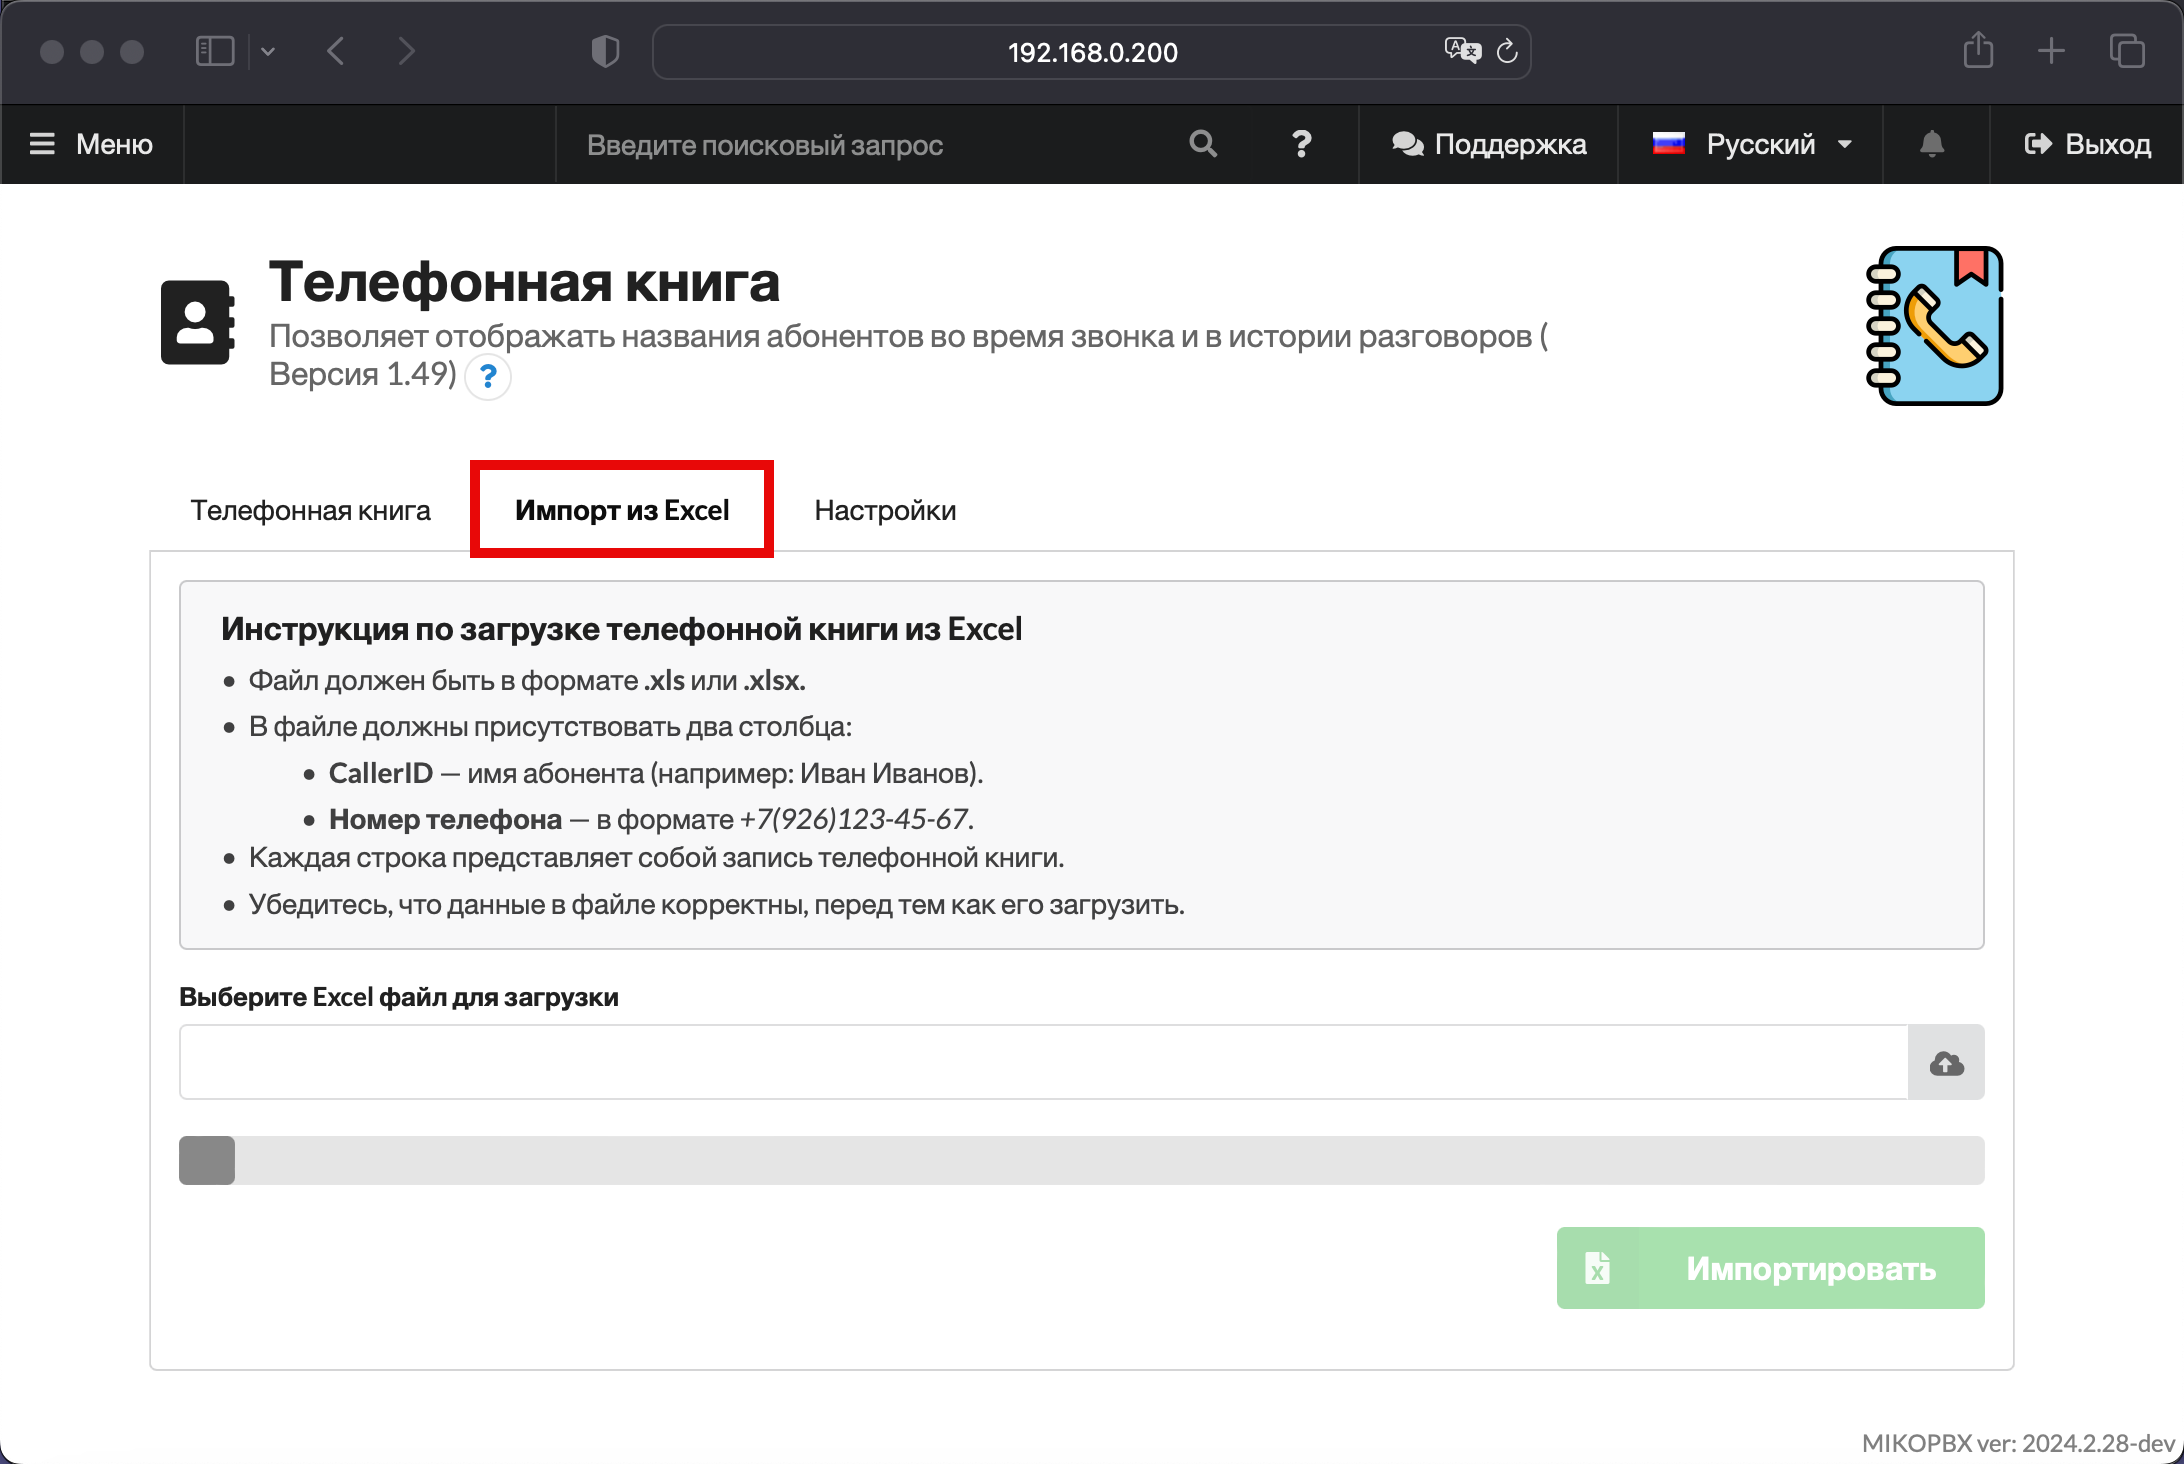 192.168.0.200
Меню
Введите поисковый запрос
?
Поддержка
Русский
Выход
Телефонная книга
Позволяет отображать названия абонентов во время звонка и в истории разговоров (
Версия 1.49) ?
Телефонная книга
Импорт из Excel
Настройки
Инструкция по загрузке телефонной книги из Excel
• Файл должен быть в формате .xls или .xlsx.
• В файле должны присутствовать два столбца:
• CallerID — имя абонента (например: Иван Иванов).
• Номер телефона — в формате +7(926)123-45-67.
• Каждая строка представляет собой запись телефонной книги.
• Убедитесь, что данные в файле корректны, перед тем как его загрузить.
Выберите Excel файл для загрузки
Импортировать
MIKOPBX ver: 2024.2.28-dev